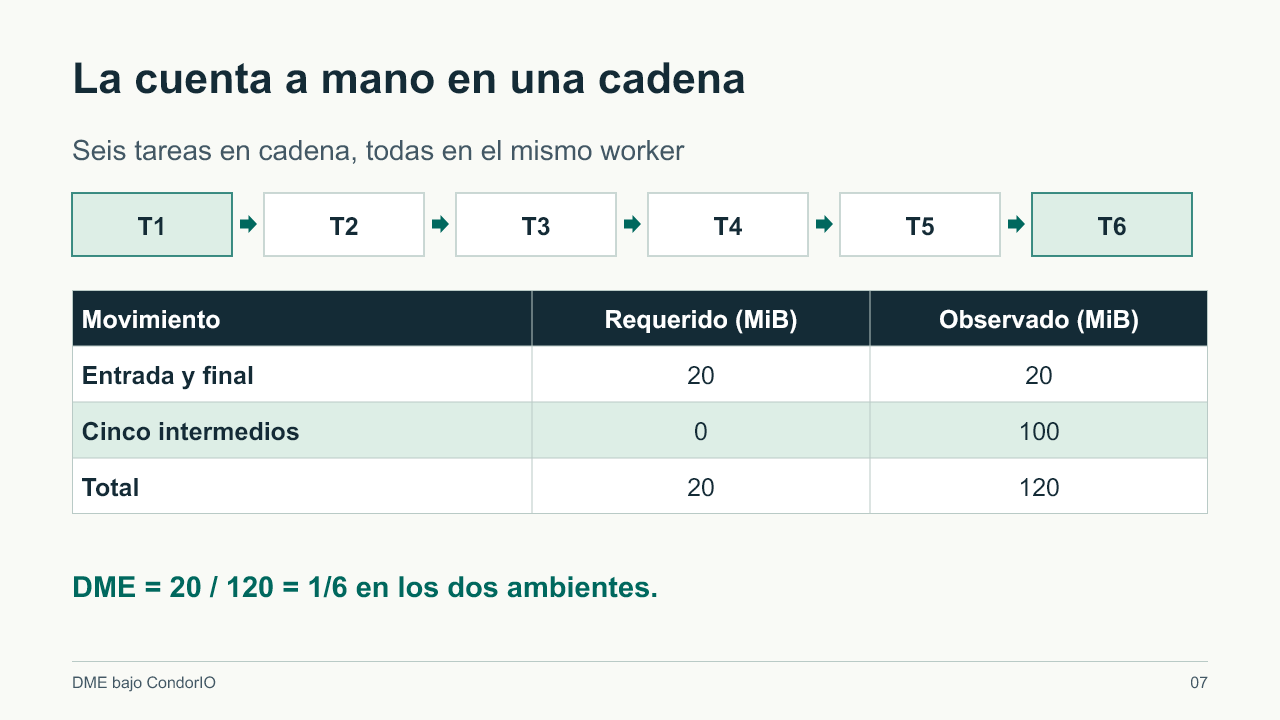 La cuenta a mano en una cadena
Seis tareas en cadena, todas en el mismo worker
T1 T2 T3 T4 T5 T6
Movimiento Requerido (MiB) Observado (MiB)
Entrada y final 20 20
Cinco intermedios 0 100
Total 20 120
DME = 20 / 120 = 1/6 en los dos ambientes.
DME bajo CondorIO 07